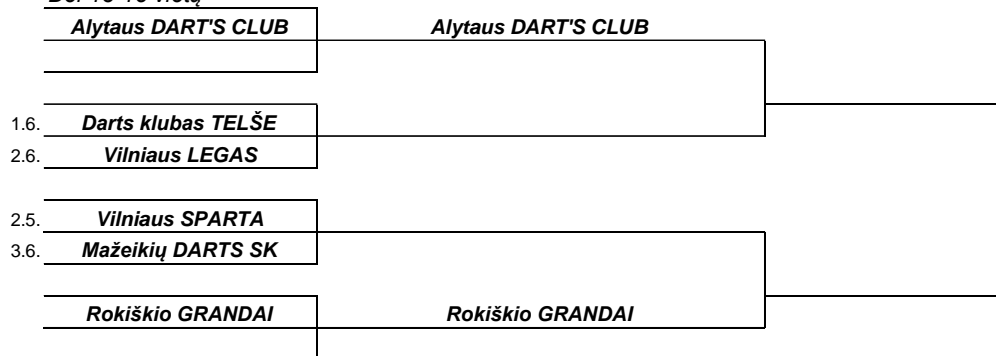 Alytaus DART'S CLUB Alytaus DART'S CLUB
1.6. Darts klubas TELŠE
2.6. Vilniaus LEGAS
2.5. Vilniaus SPARTA
3.6. Mažeikių DARTS SK
Rokiškio GRANDAI Rokiškio GRANDAI